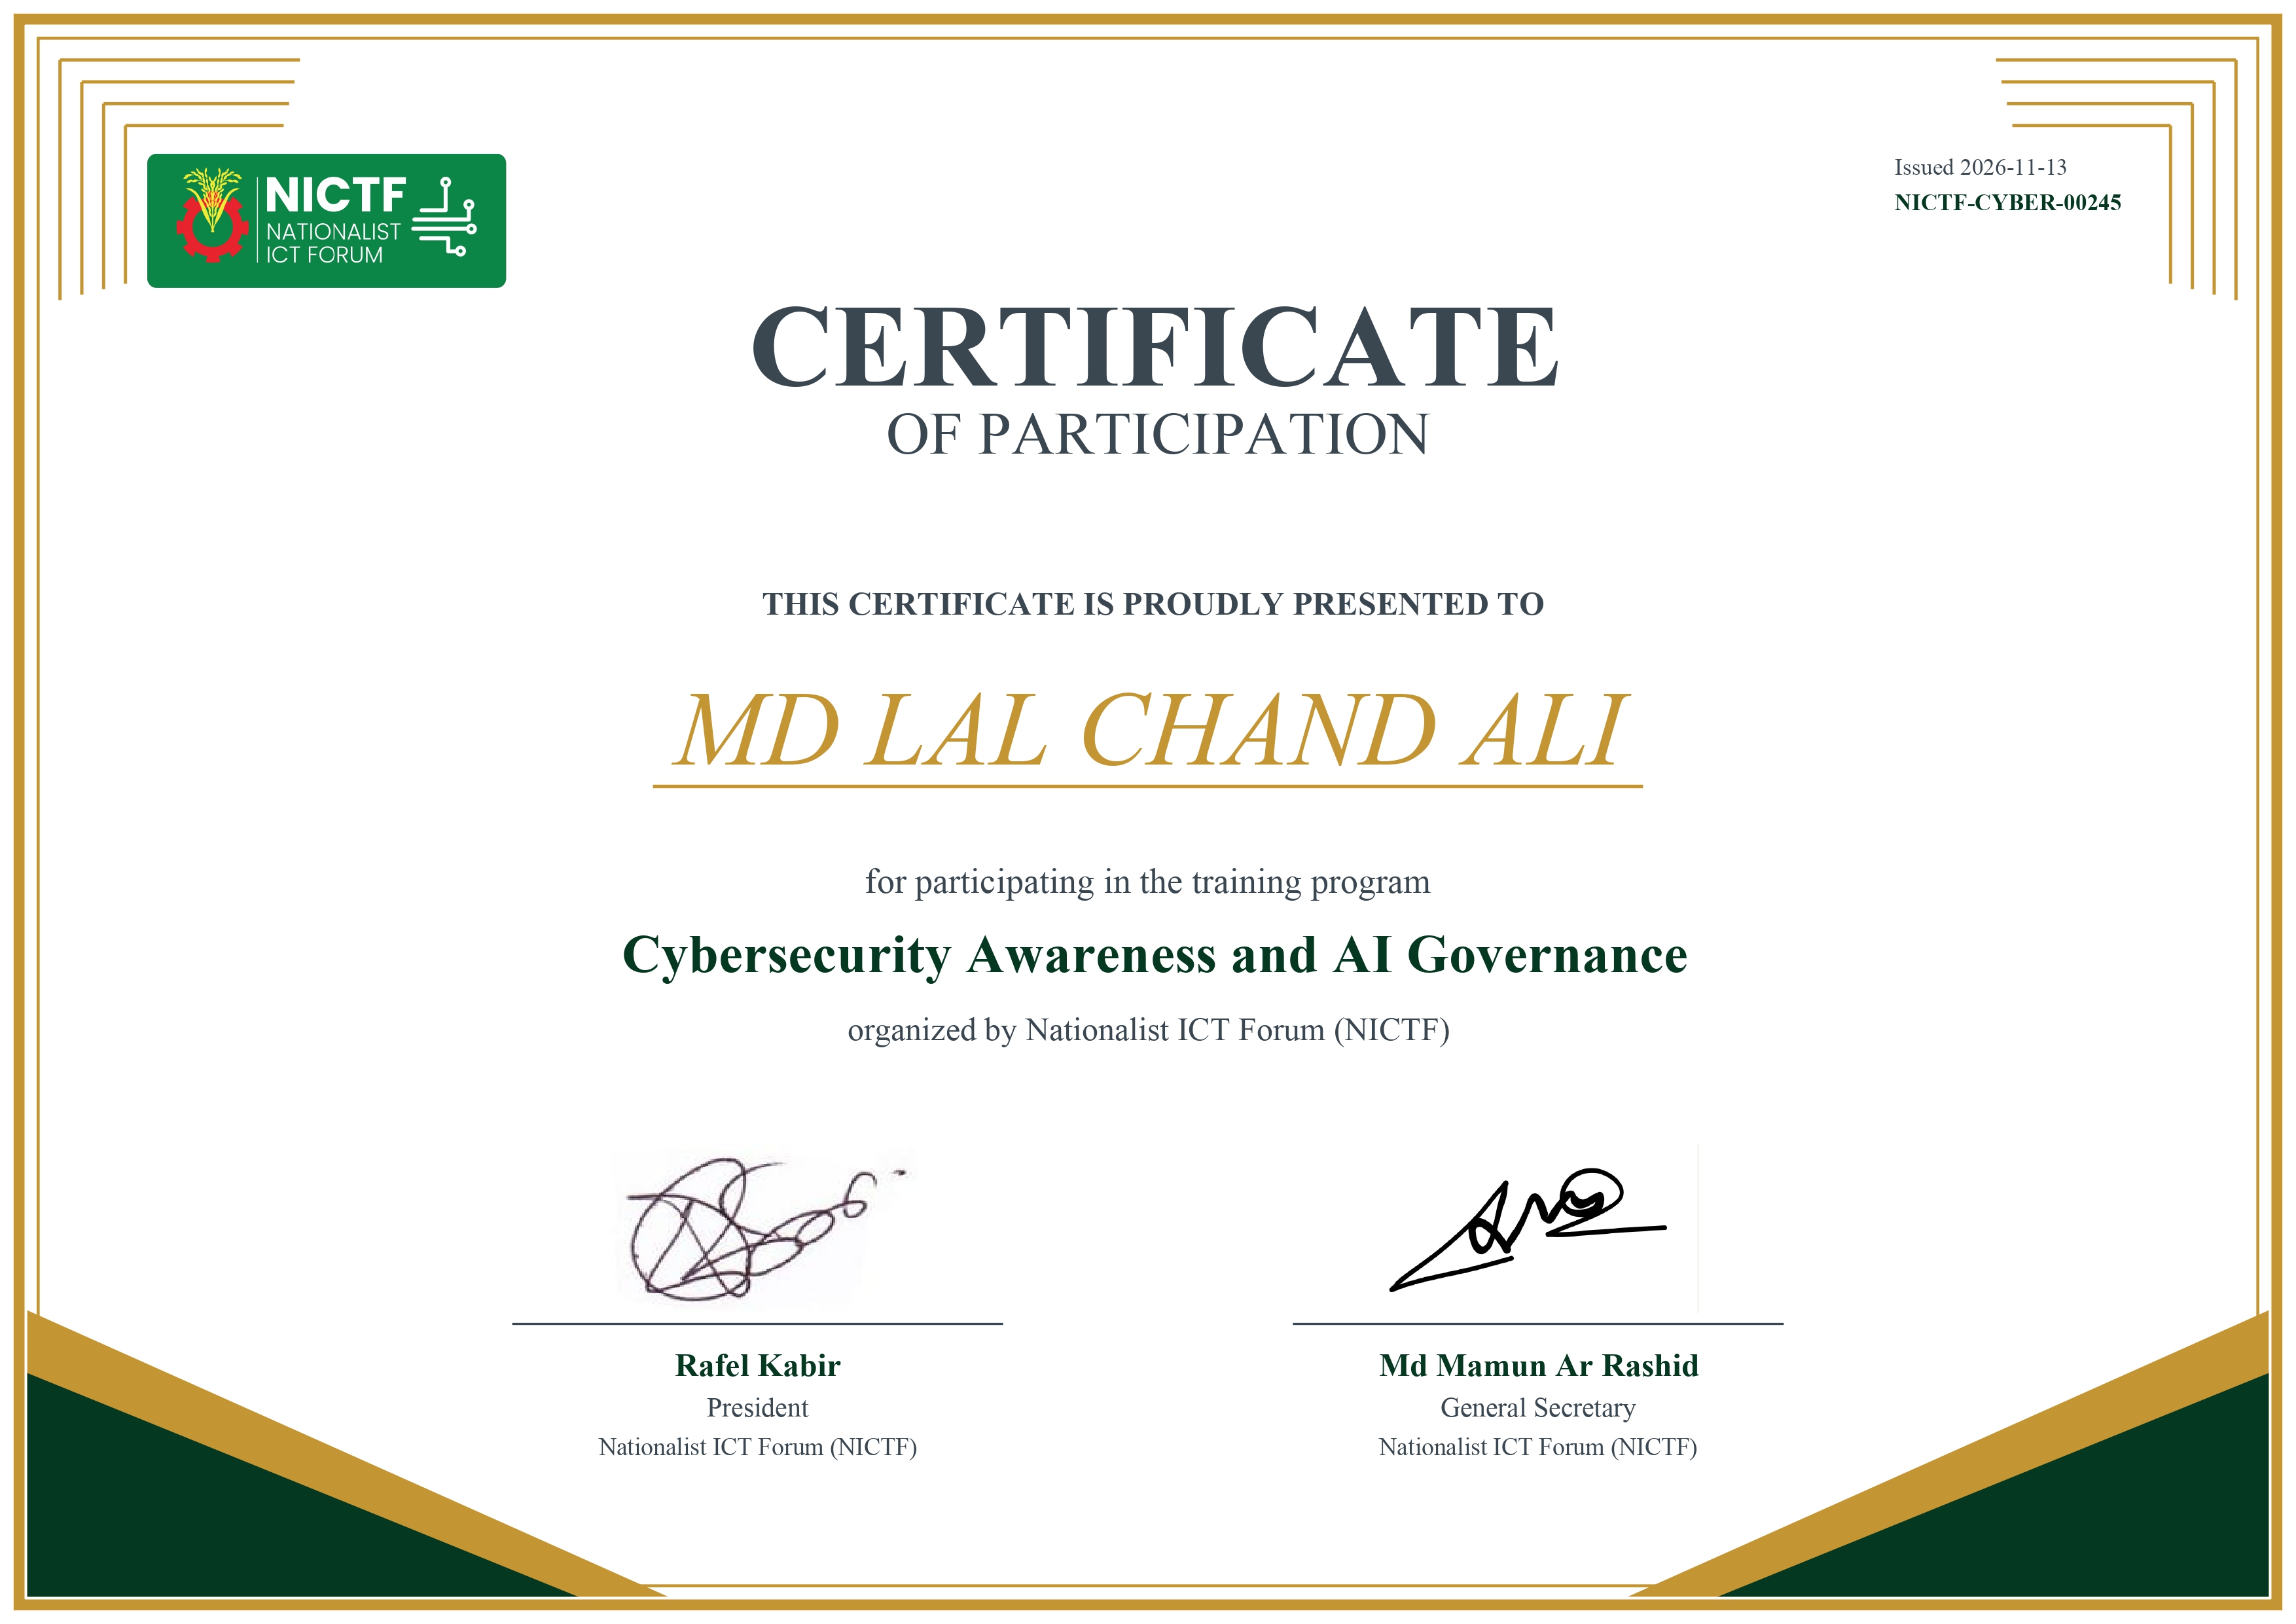 NICTF
NATIONALIST
ICT FORUM
Issued 2026-11-13
NICTF-CYBER-00245
CERTIFICATE
OF PARTICIPATION
THIS CERTIFICATE IS PROUDLY PRESENTED TO
MD LAL CHAND ALI
for participating in the training program
Cybersecurity Awareness and AI Governance
organized by Nationalist ICT Forum (NICTF)
Rafel Kabir
President
Nationalist ICT Forum (NICTF)
Md Mamun Ar Rashid
General Secretary
Nationalist ICT Forum (NICTF)